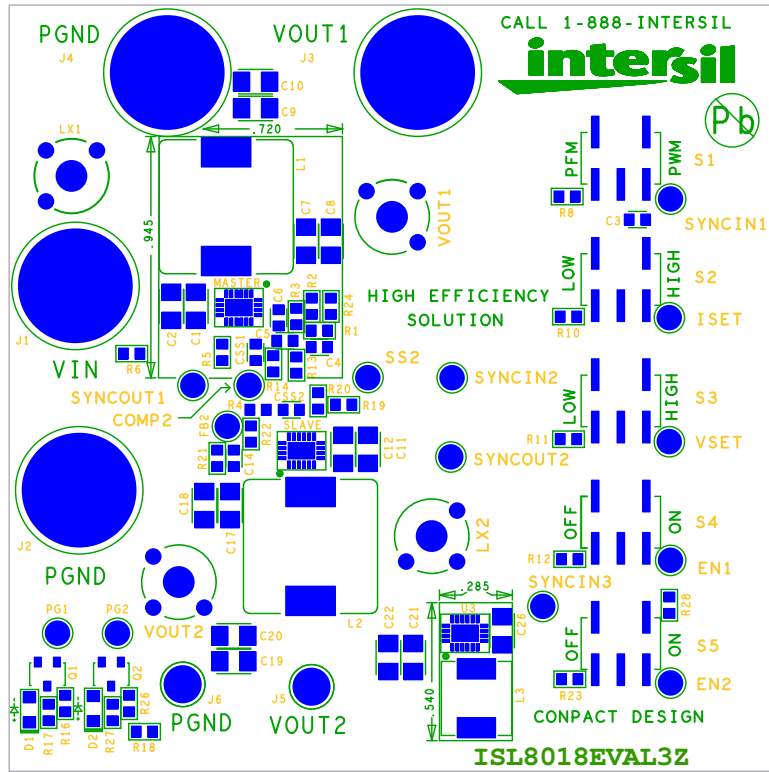 CALL 1-888-INTERSIL
intersil
PGND
J4
VOUT1
J3
C10
C9
Pb
LX1
.720
L1
.945
C7
C8
VOUT1
PFM
PWM
S1
R8
C3
SYNCIN1
J1
VIN
MASTER
C2
C1
C6
R3
R2
R24
R1
C5
C4
R5
CSS1
R14
R13
R6
HIGH EFFICIENCY
SOLUTION
LOW
HIGH
S2
R10
ISET
SYNCOUT1
COMP2
SS2
SYNCIN2
R4
CSS2
R20
R19
FB2
R22
SLAVE
R21
C14
C12
C11
SYNCOUT2
LOW
HIGH
S3
R11
VSET
J2
PGND
C18
C17
L2
LX2
OFF
ON
S4
R12
EN1
SYNCIN3
R28
VOUT2
PG1
PG2
C20
C19
C22
C21
.285
U3
C26
L3
.540
OFF
ON
S5
R23
EN2
Q1
Q2
D1
R17
R16
D2
R27
R26
R18
J6
PGND
J5
VOUT2
CONPACT DESIGN
ISL8018EVAL3Z